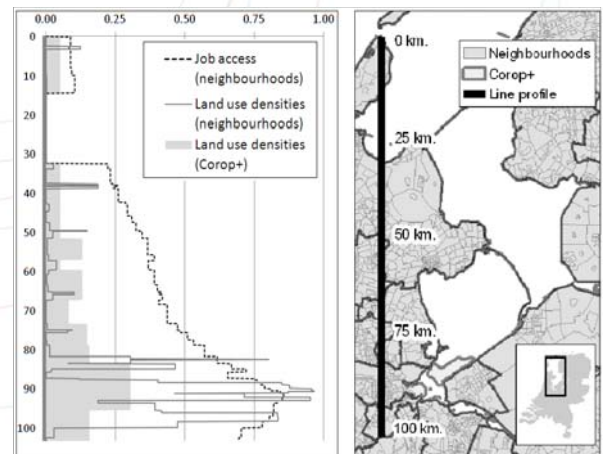 0.00 0.25 0.50 0.75 1.00
0
10
20
30
40
50
60
70
80
90
100
Job access
(neighbourhoods)
Land use densities
(neighbourhoods)
Land use densities
(Corop+)
0 km.
25 km.
50 km.
75 km.
100 km.
Neighbourhoods
Corop+
Line profile